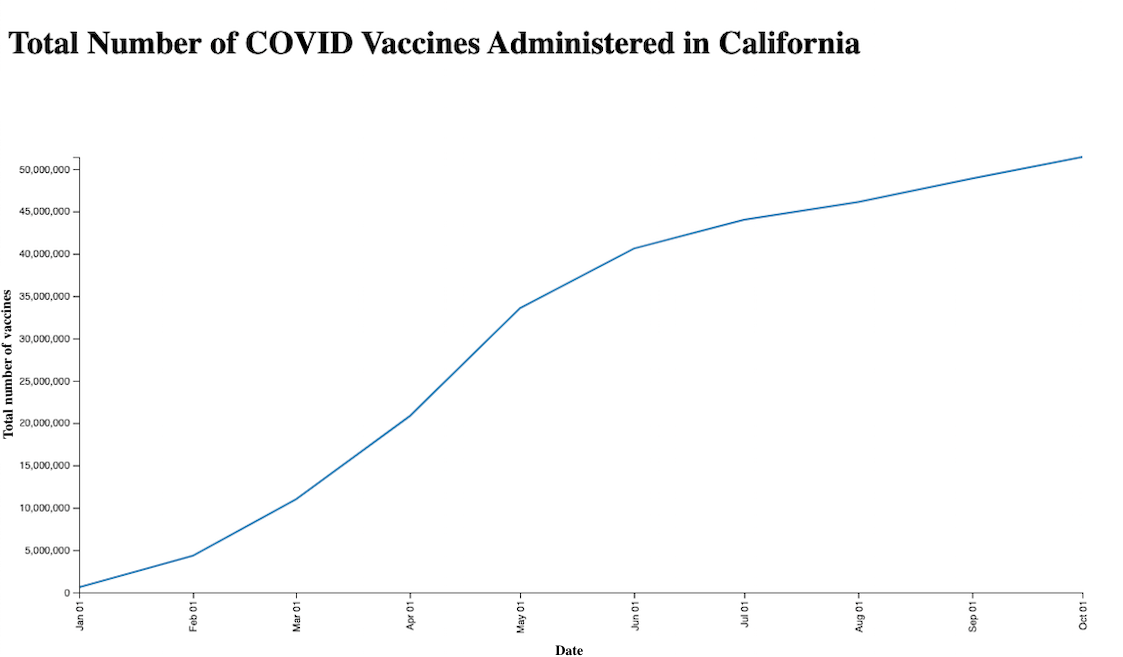 Total Number of COVID Vaccines Administered in California
50,000,000
45,000,000
40,000,000
35,000,000
30,000,000
25,000,000
20,000,000
15,000,000
10,000,000
5,000,000
0
Total number of vaccines
Jan 01
Feb 01
Mar 01
Apr 01
May 01
Jun 01
Jul 01
Aug 01
Sep 01
Oct 01
Date